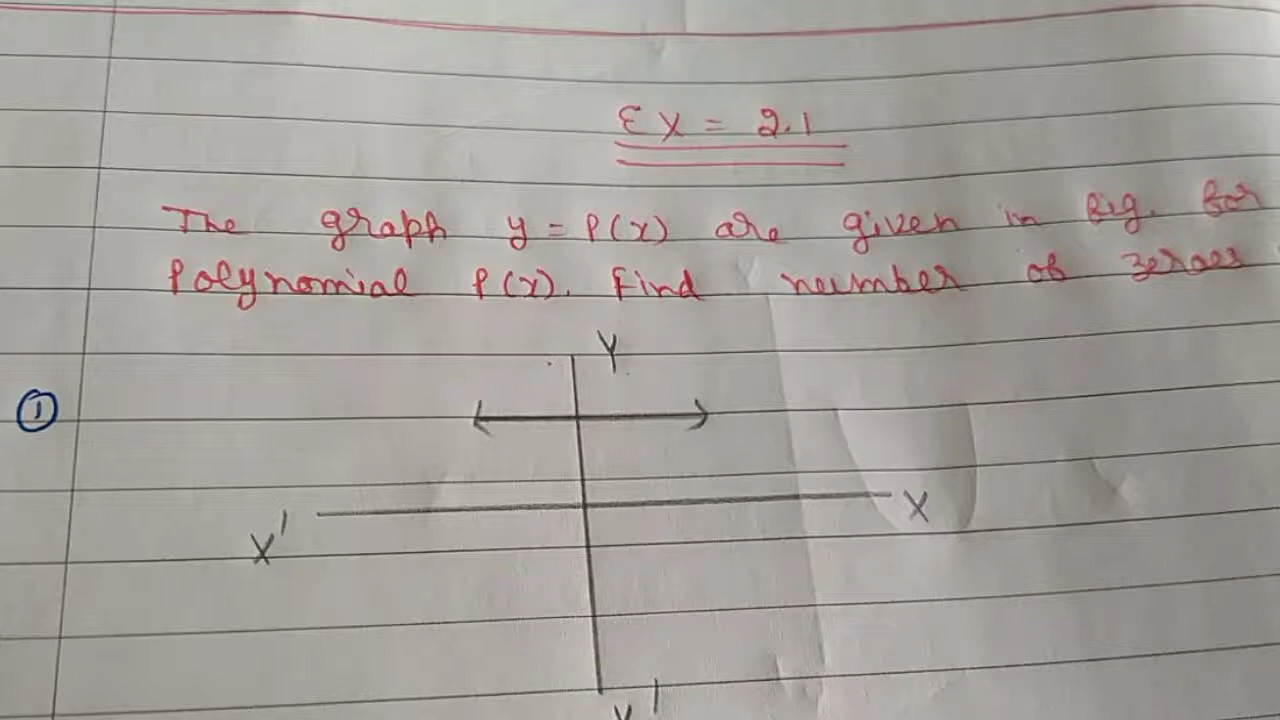 Ex = 2.1
The graph y = P(x) are given in fig. for
Polynomial P(x). Find number of zeroes
①
Y
X
X'
Y'